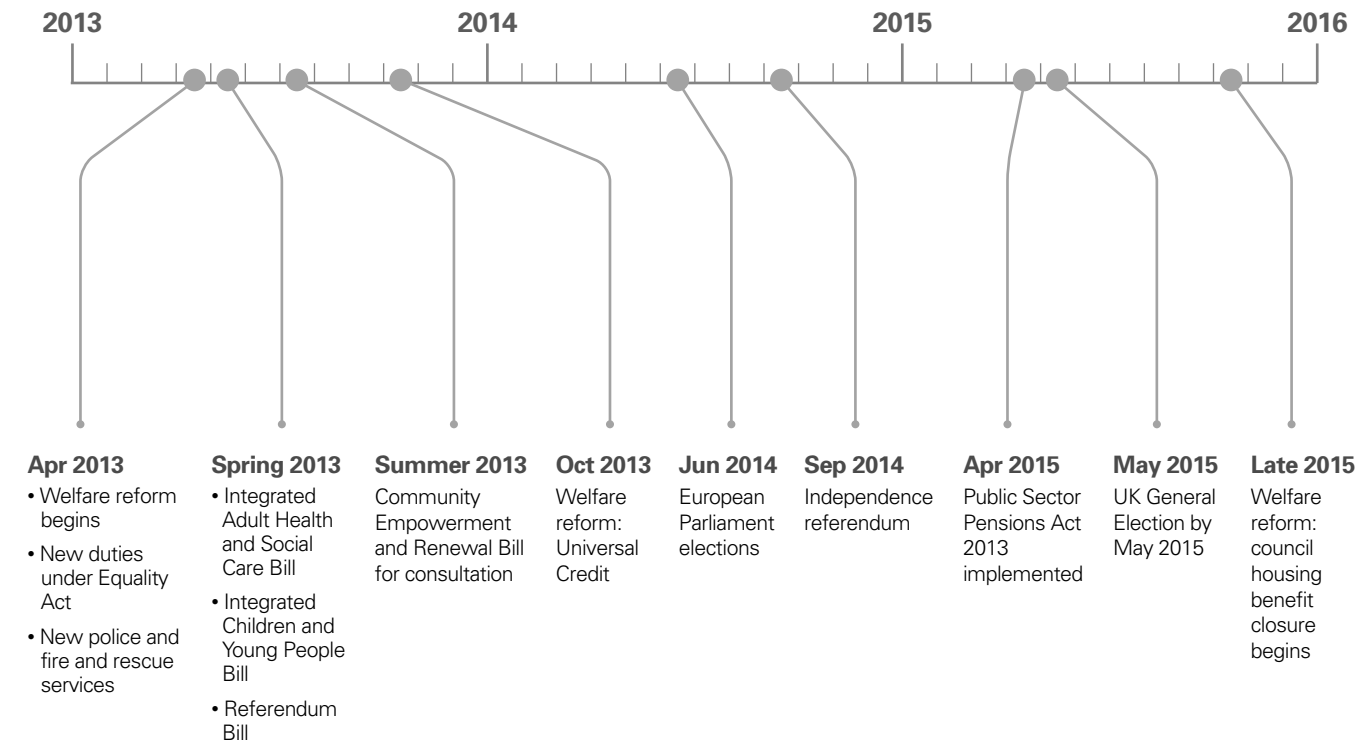 2013
2014
2015
2016
Apr 2013
• Welfare reform
begins
• New duties
under Equality
Act
• New police and
fire and rescue
services
Spring 2013
• Integrated
Adult Health
and Social
Care Bill
• Integrated
Children and
Young People
Bill
• Referendum
Bill
Summer 2013
Community
Empowerment
and Renewal Bill
for consultation
Oct 2013
Welfare
reform:
Universal
Credit
Jun 2014
European
Parliament
elections
Sep 2014
Independence
referendum
Apr 2015
Public Sector
Pensions Act
2013
implemented
May 2015
UK General
Election by
May 2015
Late 2015
Welfare
reform:
council
housing
benefit
closure
begins